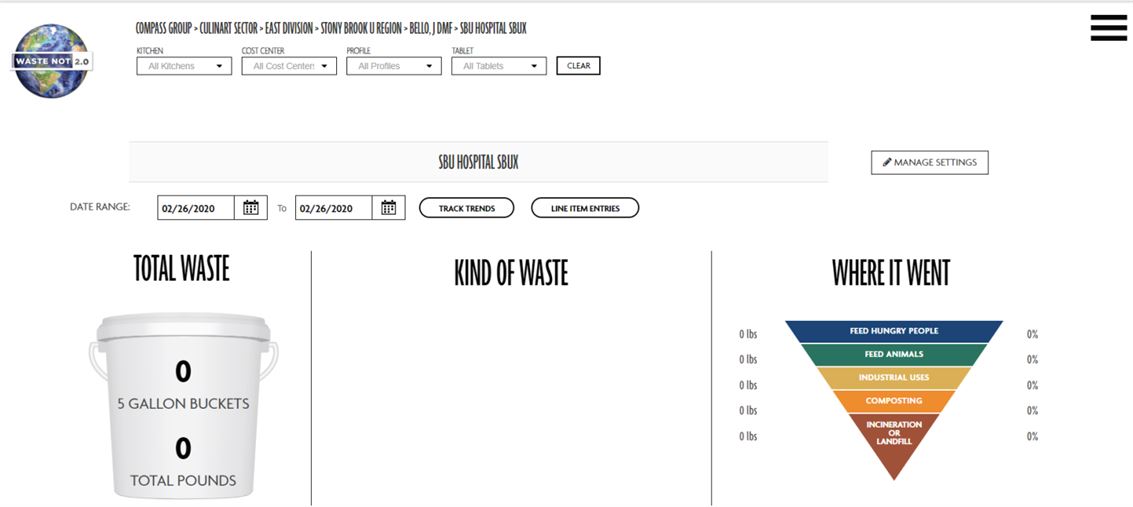 COMPASS GROUP > CULINART SECTOR > EAST DIVISION > STONY BROOK U REGION > BELLO, J DMF > SBU HOSPITAL SBUX
WASTE NOT 2.0
KITCHEN COST CENTER PROFILE TABLET
All Kitchens All Cost Centers All Profiles All Tablets CLEAR
SBU HOSPITAL SBUX
MANAGE SETTINGS
DATE RANGE: 02/26/2020 To 02/26/2020 TRACK TRENDS LINE ITEM ENTRIES
TOTAL WASTE
0
5 GALLON BUCKETS
0
TOTAL POUNDS
KIND OF WASTE
WHERE IT WENT
0 lbs FEED HUNGRY PEOPLE 0%
0 lbs FEED ANIMALS 0%
0 lbs INDUSTRIAL USES 0%
0 lbs COMPOSTING 0%
0 lbs INCINERATION 0%
OR
LANDFILL